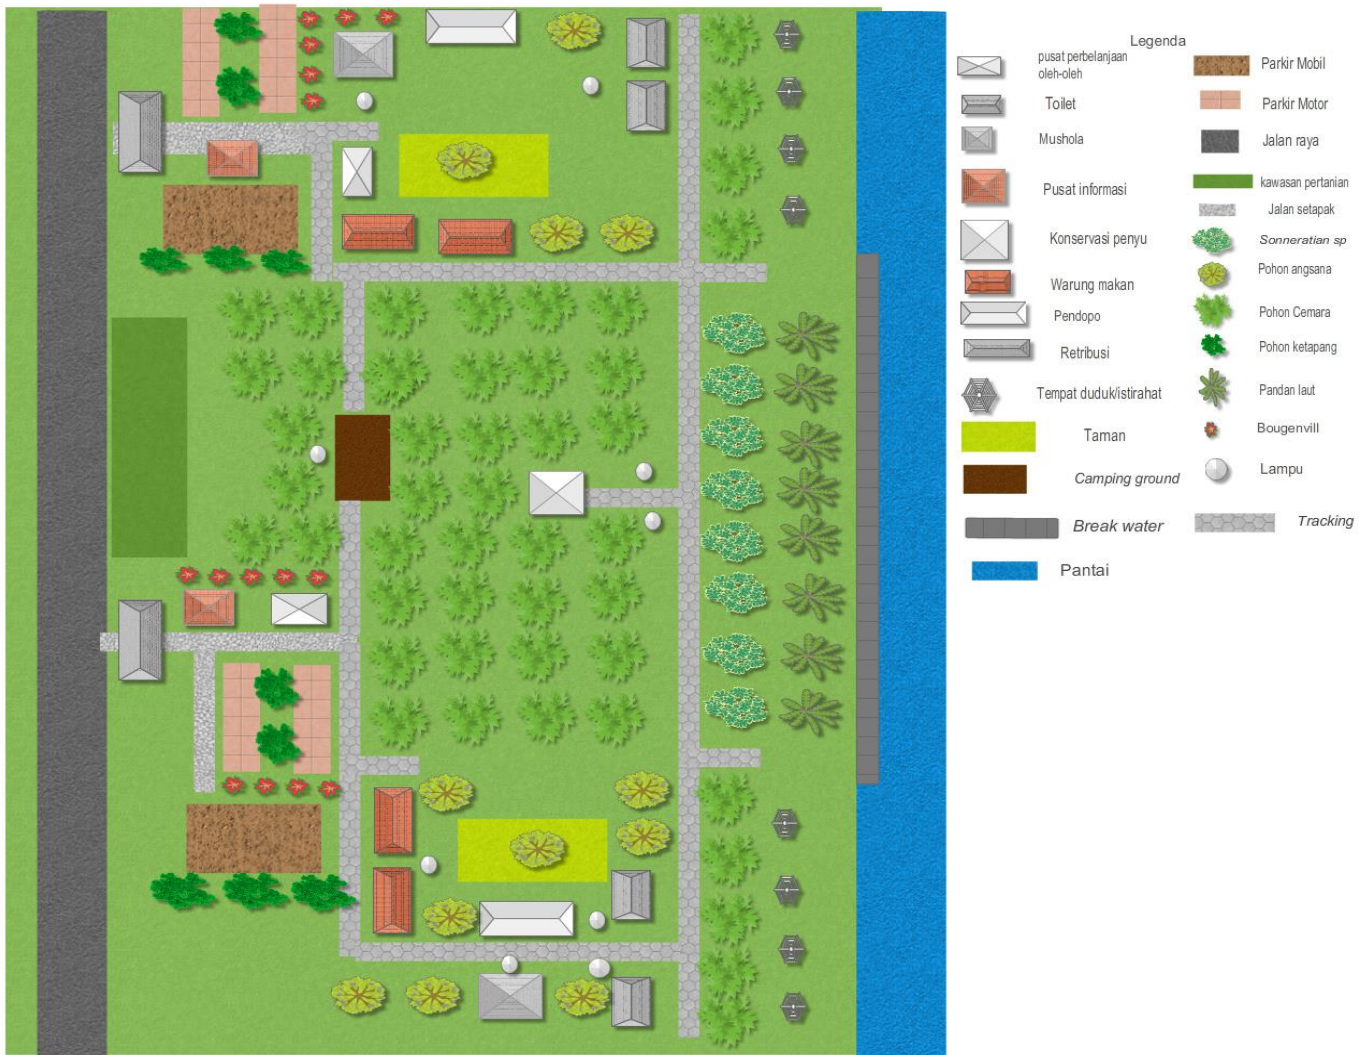 Legenda
pusat perbelanjaan
oleh-oleh
Toilet
Mushola
Pusat informasi
Konservasi penyu
Warung makan
Pendopo
Retribusi
Tempat duduk/istirahat
Taman
Camping ground
Break water
Pantai
Parkir Mobil
Parkir Motor
Jalan raya
kawasan pertanian
Jalan setapak
Sonneratian sp
Pohon angsana
Pohon Cemara
Pohon ketapang
Pandan laut
Bougenvill
Lampu
Tracking